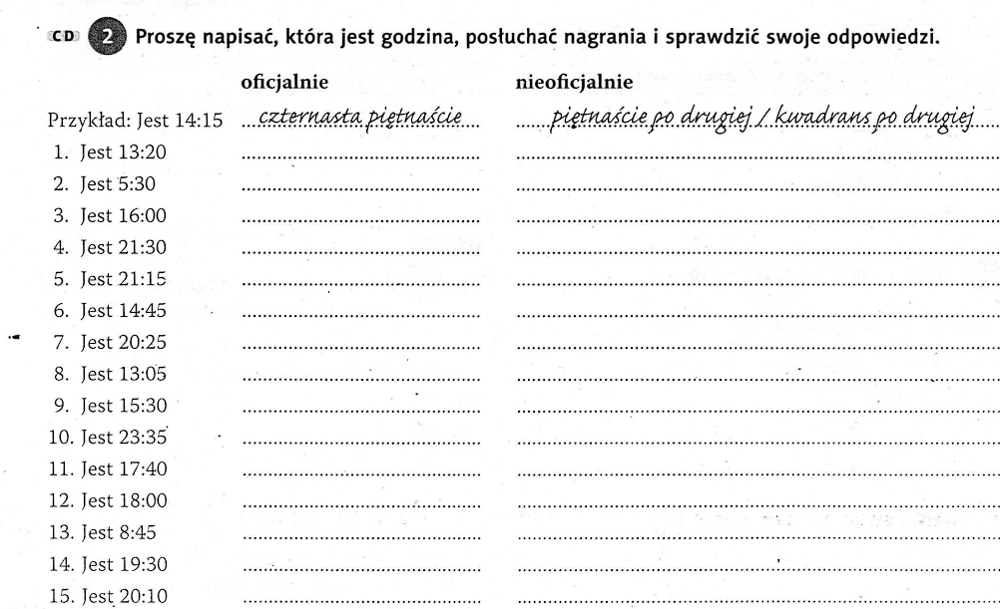 CD 2 Proszę napisać, która jest godzina, posłuchać nagrania i sprawdzić swoje odpowiedzi.
oficjalnie nieoficjalnie
Przykład: Jest 14:15 czternasta piętnaście piętnaście po drugiej / kwadrans po drugiej
1. Jest 13:20
2. Jest 5:30
3. Jest 16:00
4. Jest 21:30
5. Jest 21:15
6. Jest 14:45
7. Jest 20:25
8. Jest 13:05
9. Jest 15:30
10. Jest 23:35
11. Jest 17:40
12. Jest 18:00
13. Jest 8:45
14. Jest 19:30
15. Jest 20:10